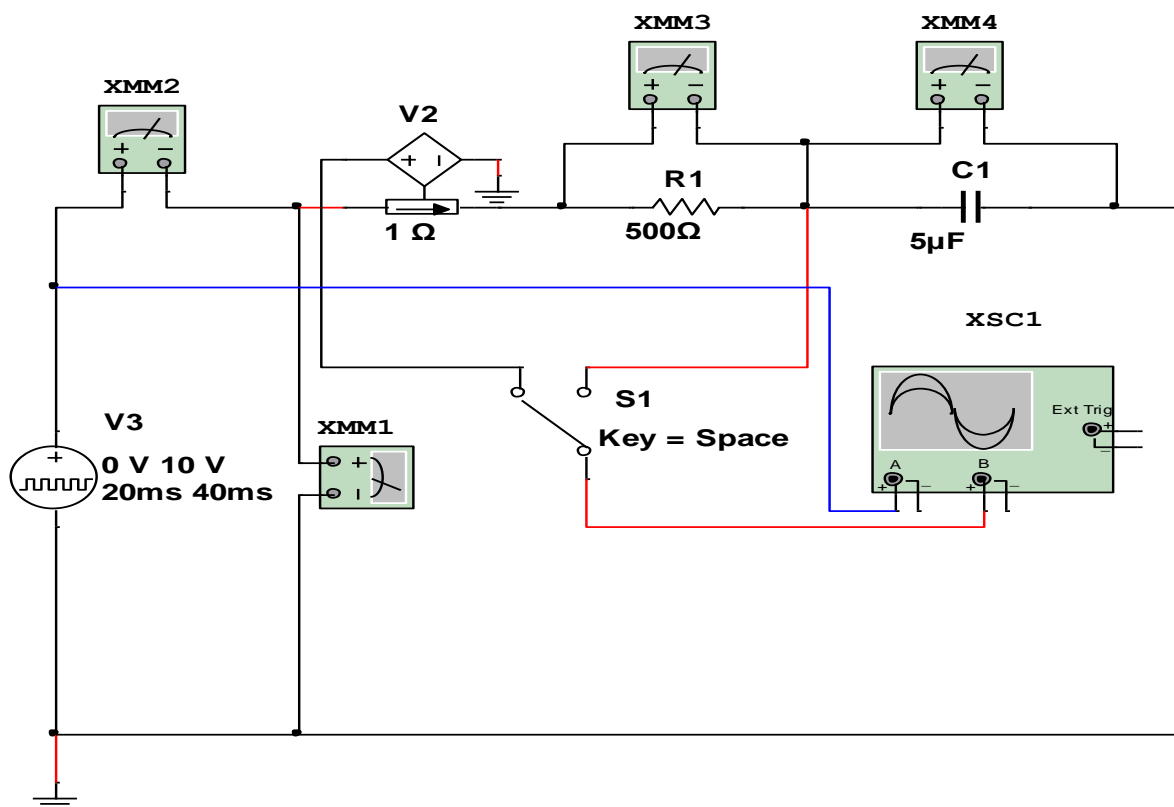 XMM3
XMM4
XMM2
V2
+ −
+ −
+ −
+ −
R1
C1
1 Ω
500Ω
5µF
XSC1
V3
XMM1
S1
Ext Trig
+
0 V 10 V
20ms 40ms
+
Key = Space
+
−
−
A
B
+ −
+ −